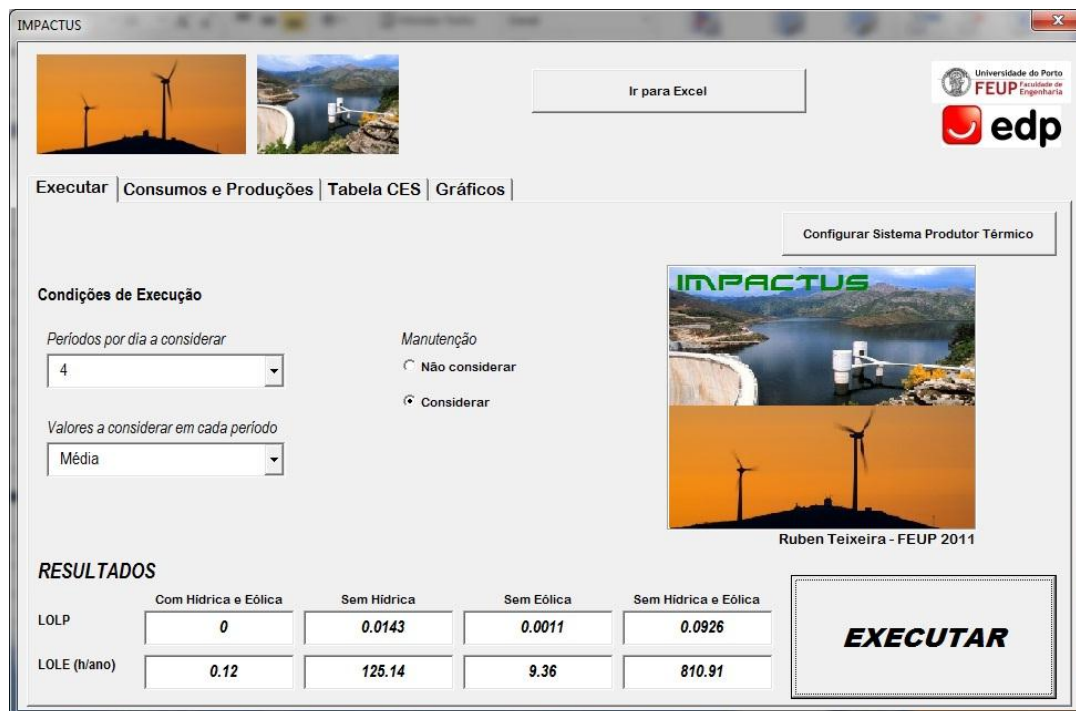 IMPACTUS
Ir para Excel
Universidade do Porto
FEUP Faculdade de Engenharia
edp
Executar
Consumos e Produções
Tabela CES
Gráficos
Configurar Sistema Produtor Térmico
IMPACTUS
Condições de Execução
Períodos por dia a considerar
4
Manutenção
Não considerar
Considerar
Valores a considerar em cada período
Média
Ruben Teixeira - FEUP 2011
RESULTADOS
Com Hídrica e Eólica Sem Hídrica Sem Eólica Sem Hídrica e Eólica
LOLP 0 0.0143 0.0011 0.0926
LOLE (h/ano) 0.12 125.14 9.36 810.91
EXECUTAR